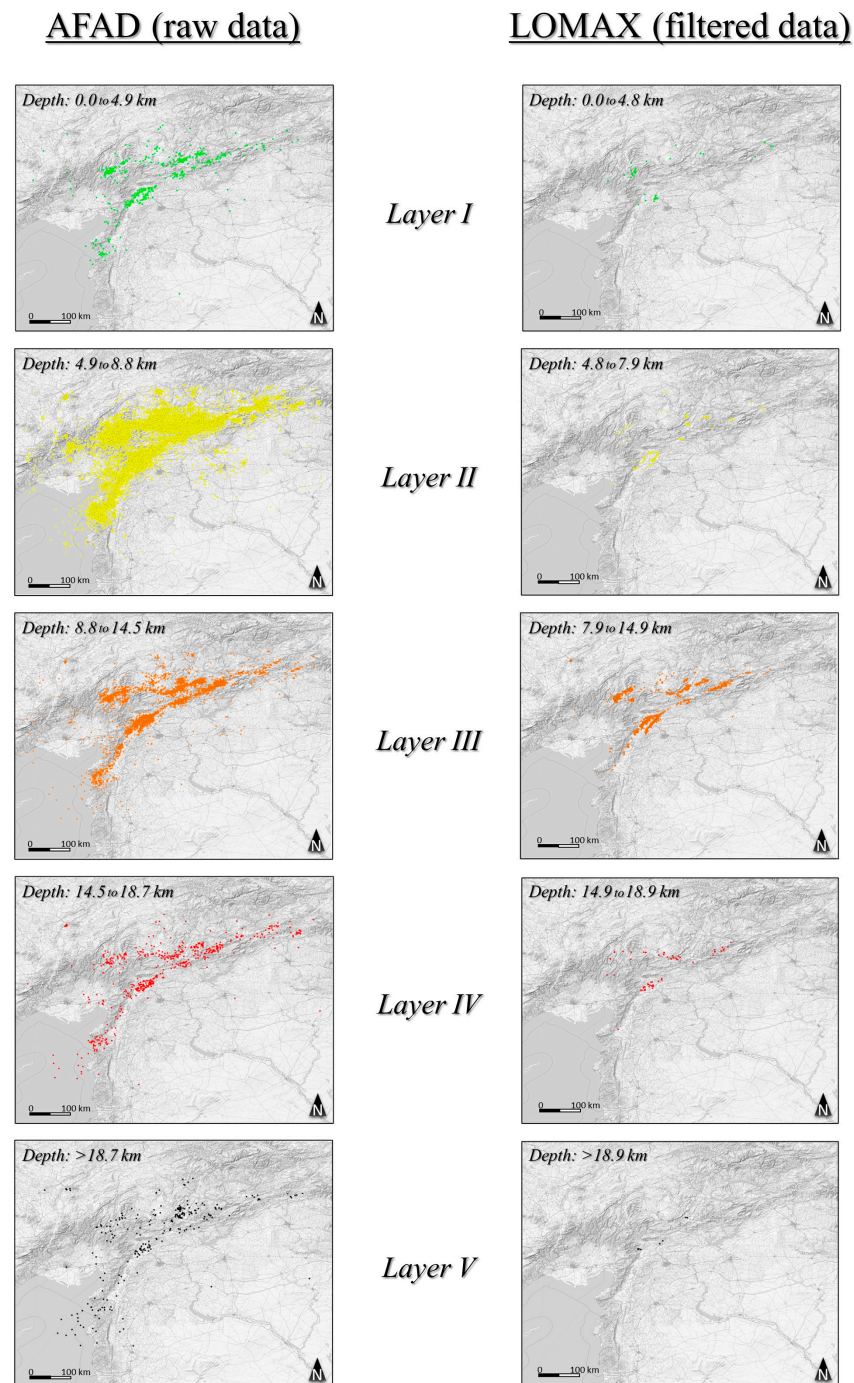 AFAD (raw data)
LOMAX (filtered data)
Depth: 0.0 to 4.9 km
0 100 km
N
Layer I
Depth: 0.0 to 4.8 km
0 100 km
N
Depth: 4.9 to 8.8 km
0 100 km
N
Layer II
Depth: 4.8 to 7.9 km
0 100 km
N
Depth: 8.8 to 14.5 km
0 100 km
N
Layer III
Depth: 7.9 to 14.9 km
0 100 km
N
Depth: 14.5 to 18.7 km
0 100 km
N
Layer IV
Depth: 14.9 to 18.9 km
0 100 km
N
Depth: >18.7 km
0 100 km
N
Layer V
Depth: >18.9 km
0 100 km
N